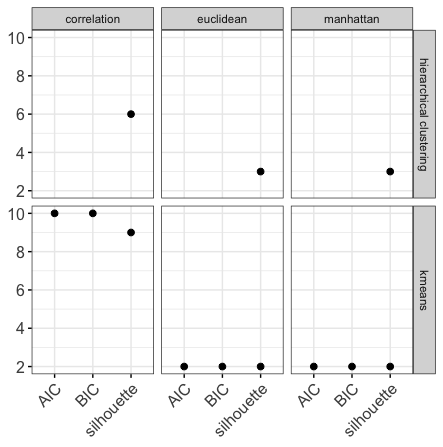 correlation euclidean manhattan
10
8
6
4
2
hierarchical clustering
10
8
6
4
2
kmeans
AIC BIC silhouette AIC BIC silhouette AIC BIC silhouette